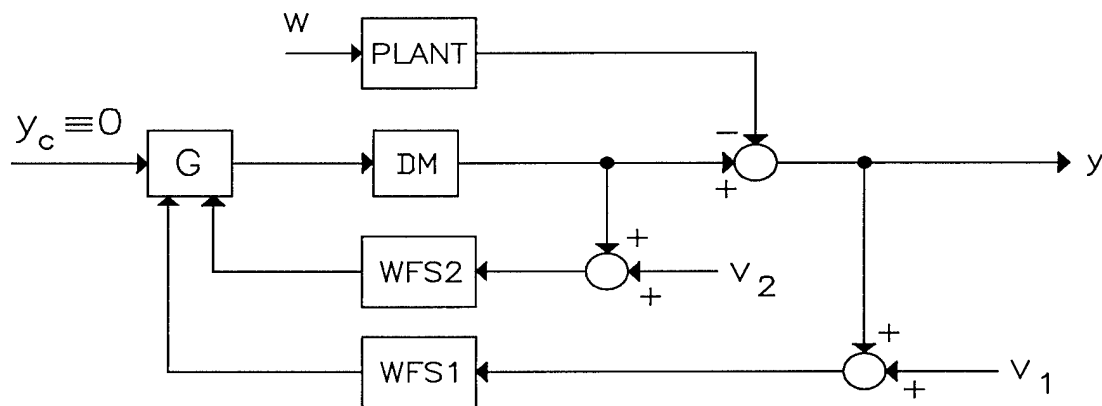 w
PLANT
y_c ≡0
G
DM
−
+
y
WFS2
+
+
v_2
WFS1
+
+
v_1